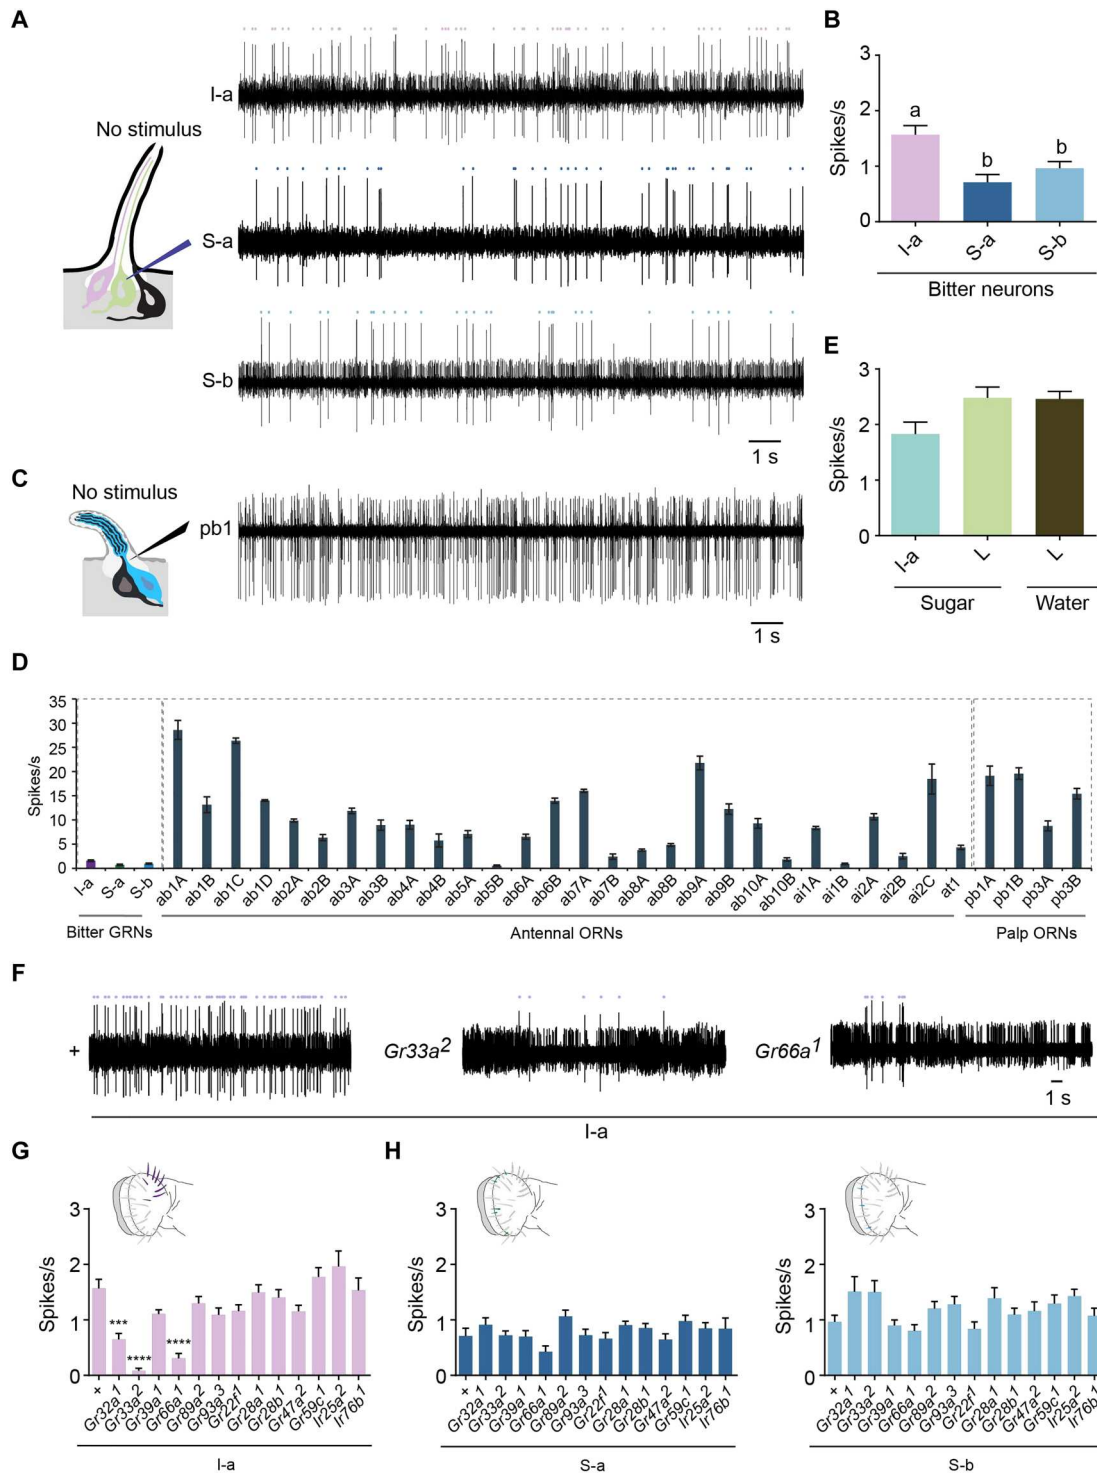 A
No stimulus
I-a
S-a
S-b
1 s
B
Spikes/s
3
2
1
0
a
b
b
I-a
S-a
S-b
Bitter neurons
C
No stimulus
pb1
1 s
E
Spikes/s
3
2
1
0
I-a
L
L
Sugar
Water
D
Spikes/s
35
30
25
20
15
10
5
0
I-a
S-a
S-b
ab1A
ab1B
ab1C
ab1D
ab2A
ab2B
ab3A
ab3B
ab4A
ab4B
ab5A
ab5B
ab6A
ab6B
ab7A
ab7B
ab8A
ab8B
ab9A
ab9B
ab10A
ab10B
ai1A
ai1B
ai2A
ai2B
ai2C
at1
pb1A
pb1B
pb3A
pb3B
Bitter GRNs
Antennal ORNs
Palp ORNs
F
+
Gr33a²
Gr66a¹
1 s
I-a
G
Spikes/s
3
2
1
0
***
****
****
+
Gr32a1
Gr33a2
Gr39a1
Gr66a1
Gr89a2
Gr93a3
Gr22f1
Gr28a1
Gr28b1
Gr47a2
Gr59c1
Ir25a2
Ir76b1
I-a
H
Spikes/s
3
2
1
0
+
Gr32a1
Gr33a2
Gr39a1
Gr66a1
Gr89a2
Gr93a3
Gr22f1
Gr28a1
Gr28b1
Gr47a2
Gr59c1
Ir25a2
Ir76b1
S-a
Spikes/s
3
2
1
0
+
Gr32a1
Gr33a2
Gr39a1
Gr66a1
Gr89a2
Gr93a3
Gr22f1
Gr28a1
Gr28b1
Gr47a2
Gr59c1
Ir25a2
Ir76b1
S-b